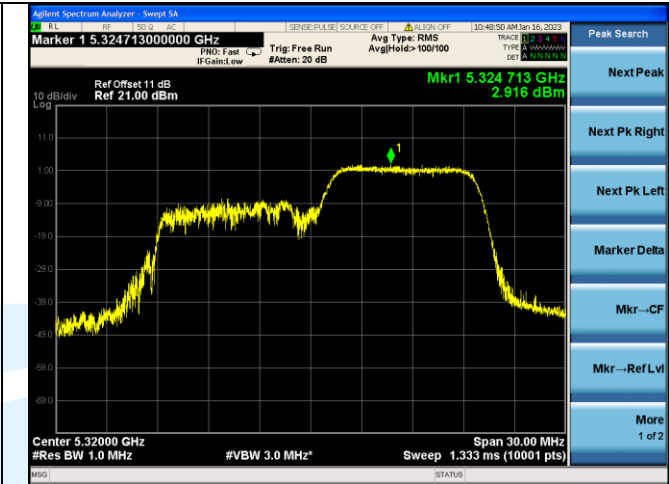 Agilent Spectrum Analyzer - Swept SA
RL RF 50 Ω AC SENSE:PULSE SOURCE OFF ALIGN OFF 10:48:50 AM Jan 16, 2023
Marker 1 5.324713000000 GHz
PNO: Fast
IFGain:Low
Trig: Free Run
#Atten: 20 dB
Avg Type: RMS
Avg|Hold:>100/100
TRACE 1 2 3 4 5 6
TYPE A WWWWW
DET A N N N N N
Peak Search
Mkr1 5.324 713 GHz
2.916 dBm
Ref Offset 11 dB
10 dB/div Ref 21.00 dBm
Log
1
11.0
1.00
-9.00
-19.0
-29.0
-39.0
-49.0
-59.0
-69.0
Next Peak
Next Pk Right
Next Pk Left
Marker Delta
Mkr→CF
Mkr→Ref Lvl
More
1 of 2
Center 5.32000 GHz Span 30.00 MHz
#Res BW 1.0 MHz #VBW 3.0 MHz* Sweep 1.333 ms (10001 pts)
MSG STATUS